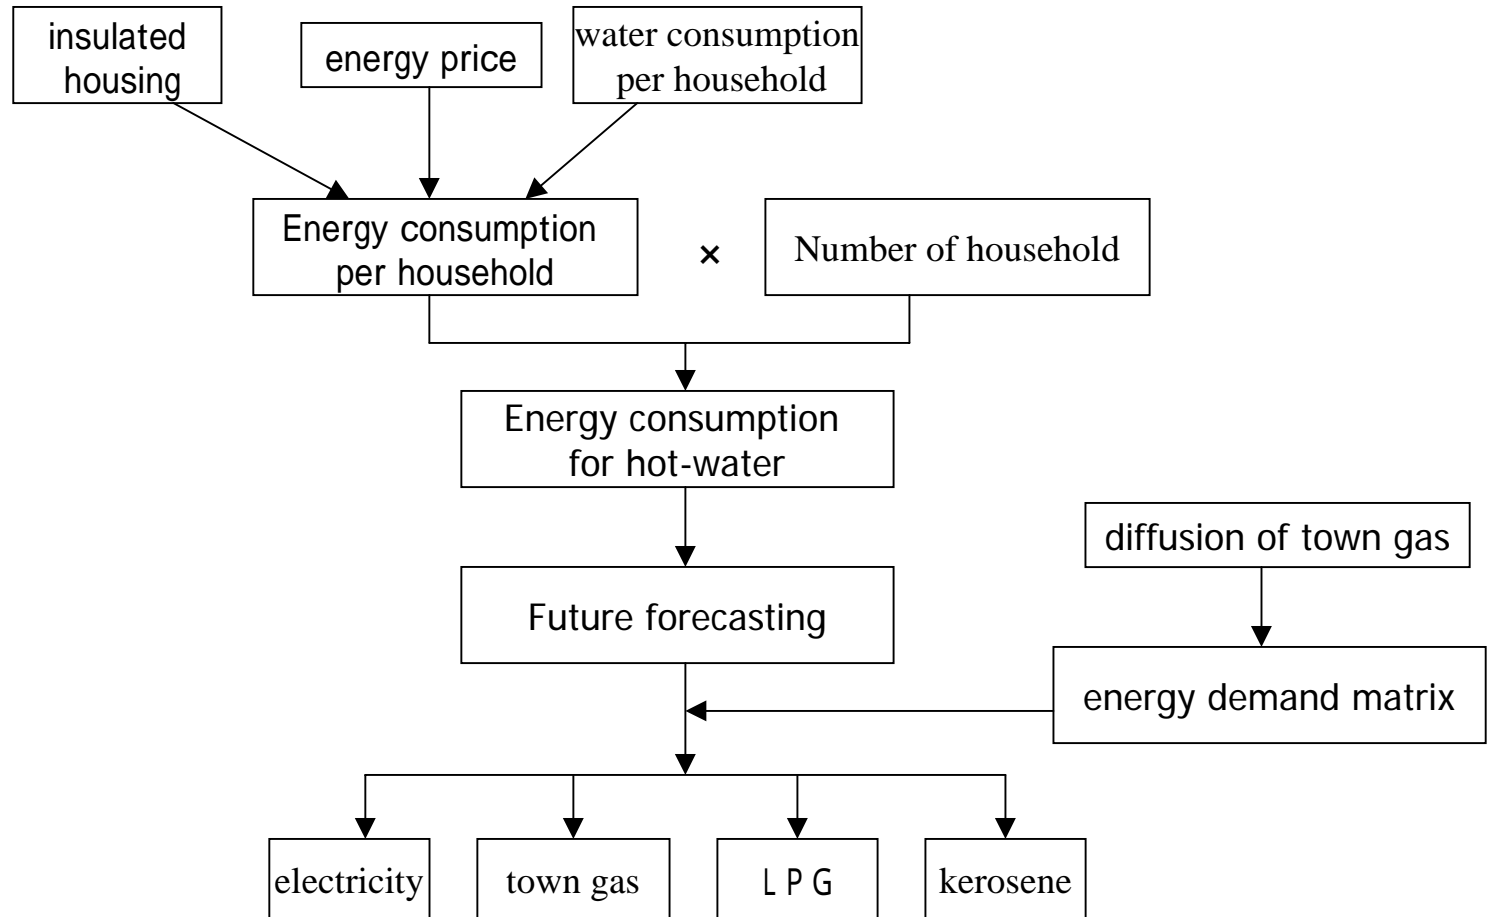 insulated
housing
energy price
water consumption
per household
Energy consumption
per household
×
Number of household
Energy consumption
for hot-water
diffusion of town gas
Future forecasting
energy demand matrix
electricity
town gas
LPG
kerosene